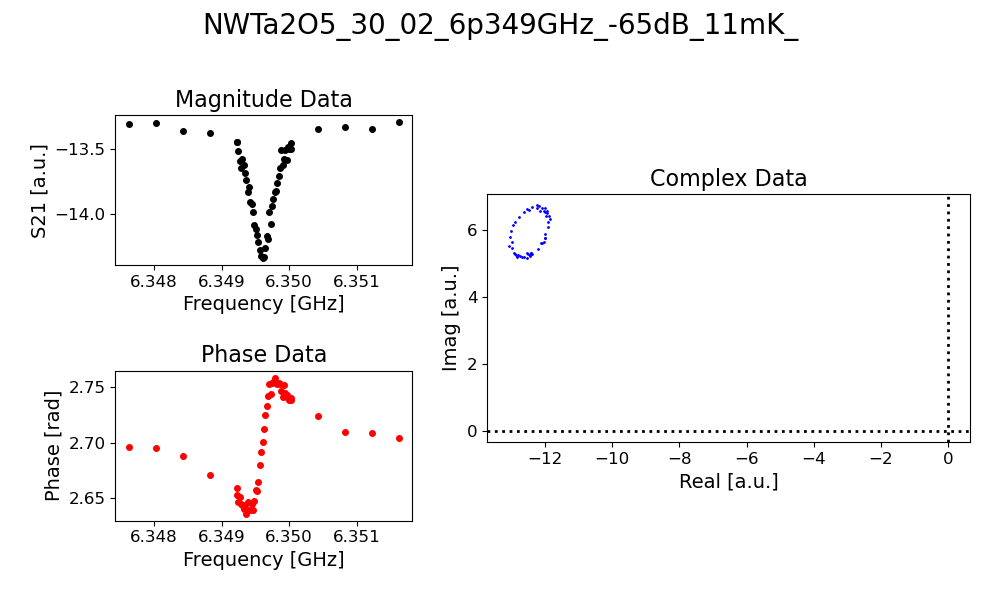 NWTa2O5_30_02_6p349GHz_-65dB_11mK_
Magnitude Data
S21 [a.u.]
−13.5
−14.0
6.348 6.349 6.350 6.351
Frequency [GHz]
Phase Data
Phase [rad]
2.75
2.70
2.65
6.348 6.349 6.350 6.351
Frequency [GHz]
Complex Data
Imag [a.u.]
6
4
2
0
−12 −10 −8 −6 −4 −2 0
Real [a.u.]